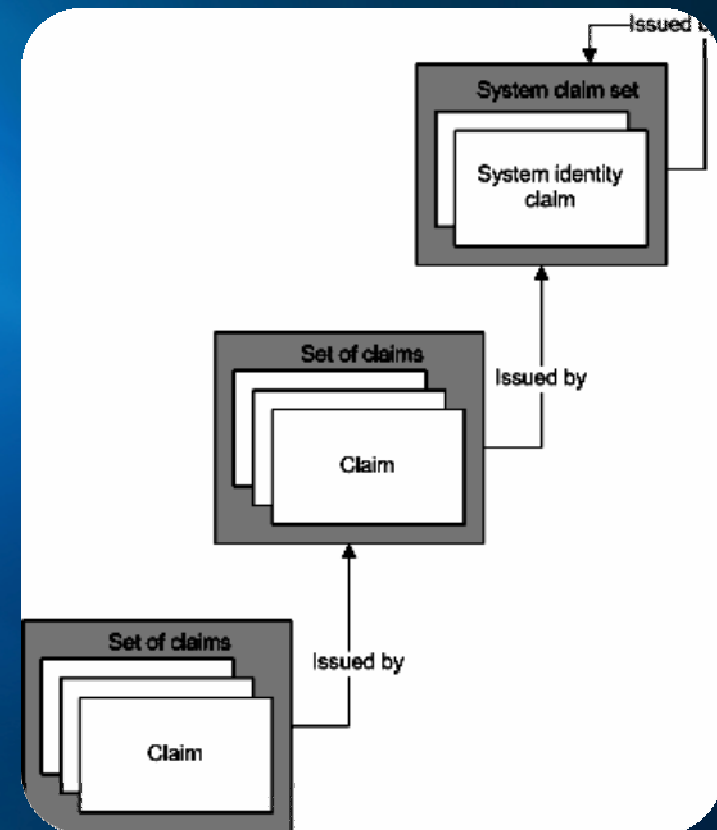 Issued
System claim set
System identity
claim
Set of claims
Issued by
Claim
Set of claims
Issued by
Claim